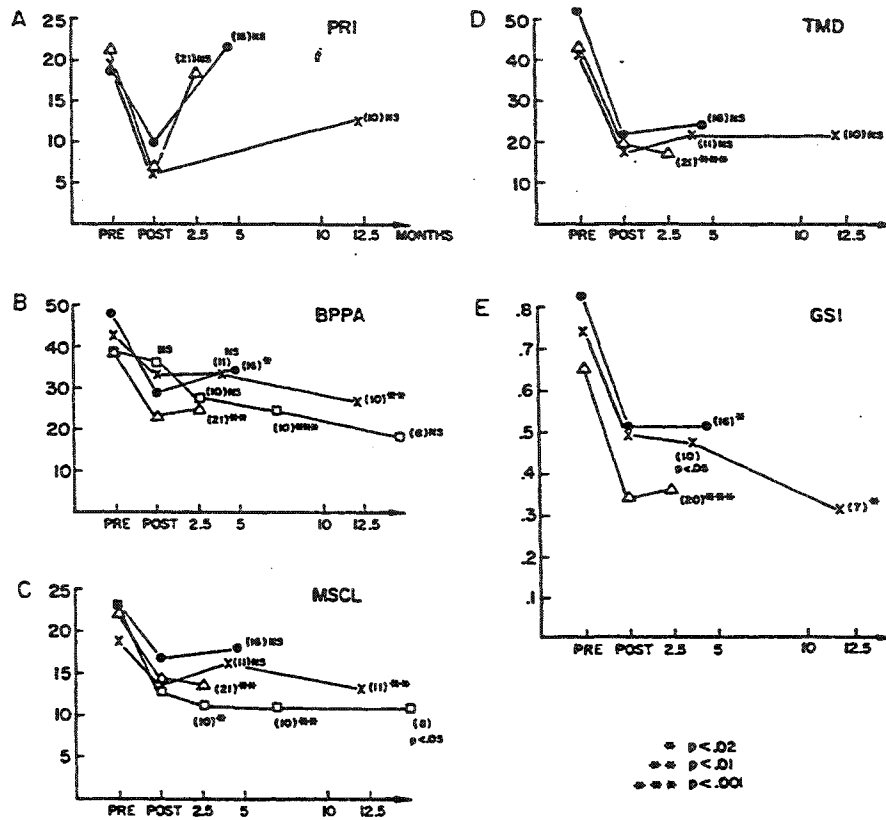 A PRI
25
20
15
10
5
(16)NS
(21)NS
(10)NS
PRE POST 2.5 5 10 12.5 MONTHS
B BPPA
50
40
30
20
10
NS
NS
(11)
(16)*
(10)**
(10)NS
(21)**
(10)***
(6)NS
PRE POST 2.5 5 10 12.5
C MSCL
25
20
15
10
5
(16)NS
(11)NS
(21)**
(11)**
(10)*
(10)**
p<.05
PRE POST 2.5 5 10 12.5
D TMD
50
40
30
20
10
(16)NS
(11)NS
(10)NS
(21)***
PRE POST 2.5 5 10 12.5
E GSI
.8
.7
.6
.5
.4
.3
.2
.1
(16)*
(10)
p<.05
(20)***
(7)*
PRE POST 2.5 5 10 12.5
* p<.02
** p<.01
*** p<.001